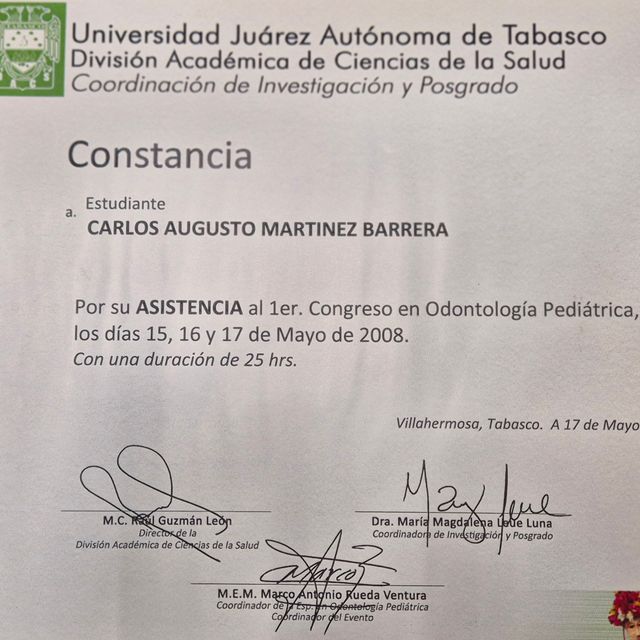 Universidad Juárez Autónoma de Tabasco
División Académica de Ciencias de la Salud
Coordinación de Investigación y Posgrado
Constancia
Estudiante
a.
CARLOS AUGUSTO MARTINEZ BARRERA
Por su ASISTENCIA al 1er. Congreso en Odontología Pediátrica,
los días 15, 16 y 17 de Mayo de 2008.
Con una duración de 25 hrs.
Villahermosa, Tabasco. A 17 de Mayo
M.C. Raúl Guzmán León
Director de la
División Académica de Ciencias de la Salud
Dra. María Magdalena Leue Luna
Coordinadora de Investigación y Posgrado
M.E.M. Marco Antonio Rueda Ventura
Coordinador de la Esp. en Odontología Pediátrica
Coordinador del Evento